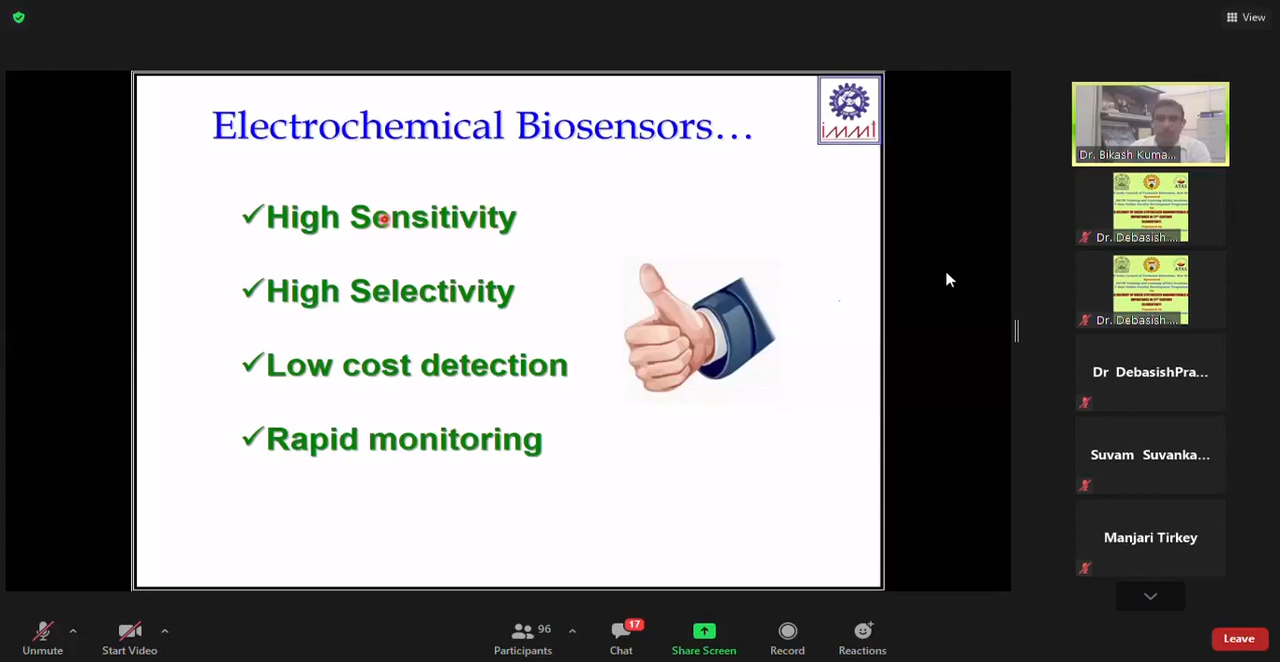 View
Electrochemical Biosensors...
immt
✓High Sensitivity
✓High Selectivity
✓Low cost detection
✓Rapid monitoring
Dr. Bikash Kuma...
Dr. Debasish ...
Dr. Debasish ...
Dr DebasishPra...
Suvam Suvanka...
Manjari Tirkey
Unmute
Start Video
96
Participants
17
Chat
Share Screen
Record
Reactions
Leave